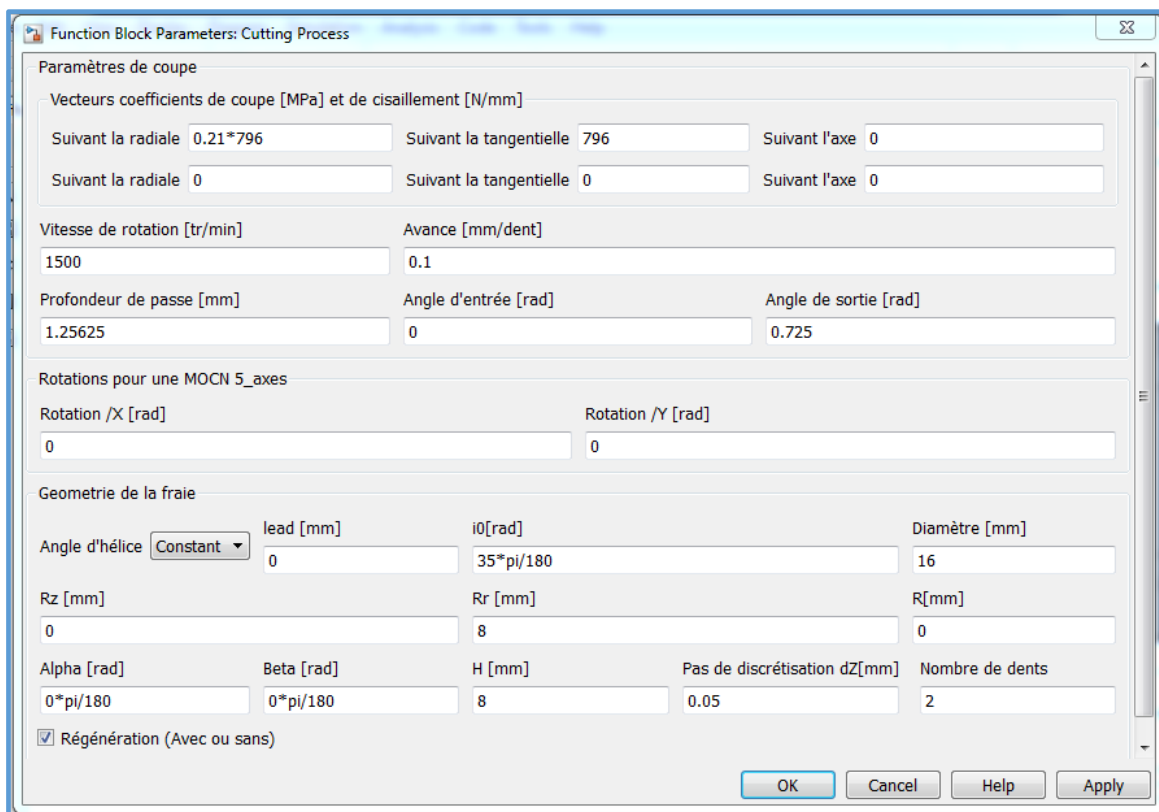 Function Block Parameters: Cutting Process
Paramètres de coupe
Vecteurs coefficients de coupe [MPa] et de cisaillement [N/mm]
Suivant la radiale 0.21*796 Suivant la tangentielle 796 Suivant l'axe 0
Suivant la radiale 0 Suivant la tangentielle 0 Suivant l'axe 0
Vitesse de rotation [tr/min] Avance [mm/dent]
1500 0.1
Profondeur de passe [mm] Angle d'entrée [rad] Angle de sortie [rad]
1.25625 0 0.725
Rotations pour une MOCN 5_axes
Rotation /X [rad] Rotation /Y [rad]
0 0
Geometrie de la fraie
lead [mm] i0[rad] Diamètre [mm]
Angle d'hélice Constant 0 35*pi/180 16
Rz [mm] Rr [mm] R[mm]
0 8 0
Alpha [rad] Beta [rad] H [mm] Pas de discrétisation dZ[mm] Nombre de dents
0*pi/180 0*pi/180 8 0.05 2
Régénération (Avec ou sans)
OK Cancel Help Apply